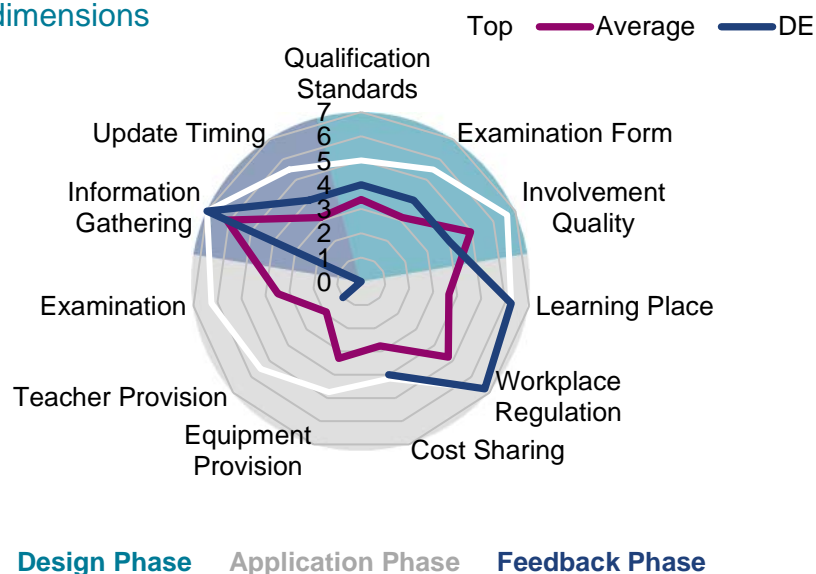 dimensions
Top Average DE
Qualification
Standards
7
6
5
4
3
2
1
0
Update Timing
Examination Form
Information
Gathering
Involvement
Quality
Examination
Learning Place
Teacher Provision
Workplace
Regulation
Equipment
Provision
Cost Sharing
Design Phase Application Phase Feedback Phase